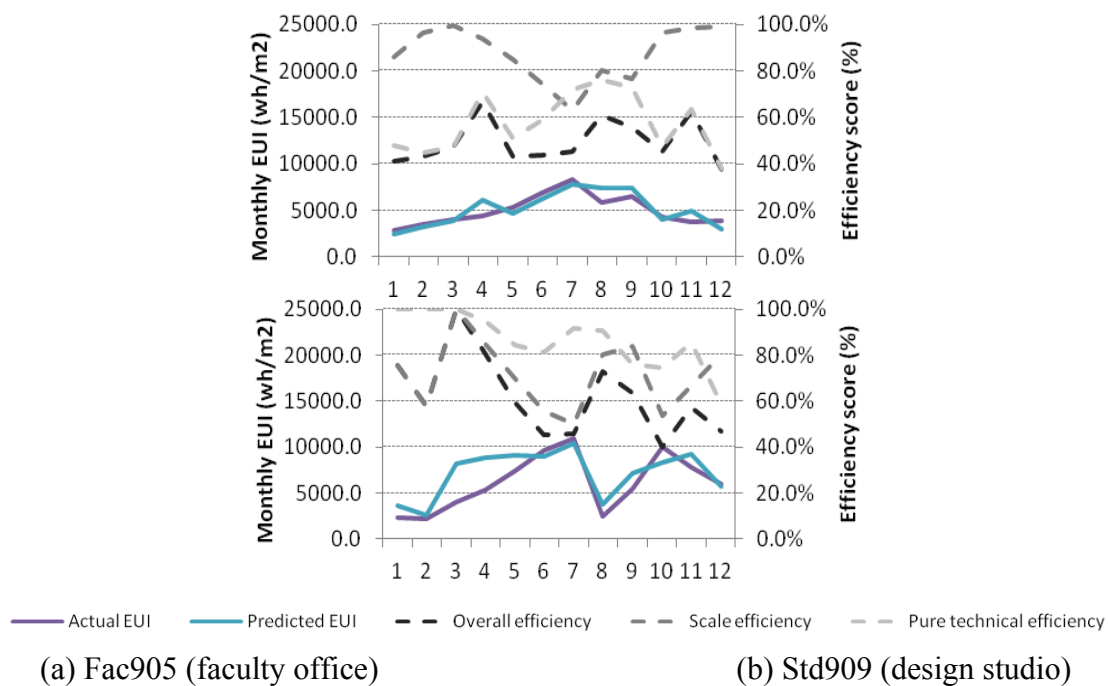 25000.0 100.0%
20000.0 80.0%
15000.0 60.0%
10000.0 40.0%
5000.0 20.0%
0.0 0.0%
Monthly EUI (wh/m2)
Efficiency score (%)
1 2 3 4 5 6 7 8 9 10 11 12
25000.0 100.0%
20000.0 80.0%
15000.0 60.0%
10000.0 40.0%
5000.0 20.0%
0.0 0.0%
Monthly EUI (wh/m2)
Efficiency score (%)
1 2 3 4 5 6 7 8 9 10 11 12
Actual EUI Predicted EUI Overall efficiency Scale efficiency Pure technical efficiency
(a) Fac905 (faculty office) (b) Std909 (design studio)